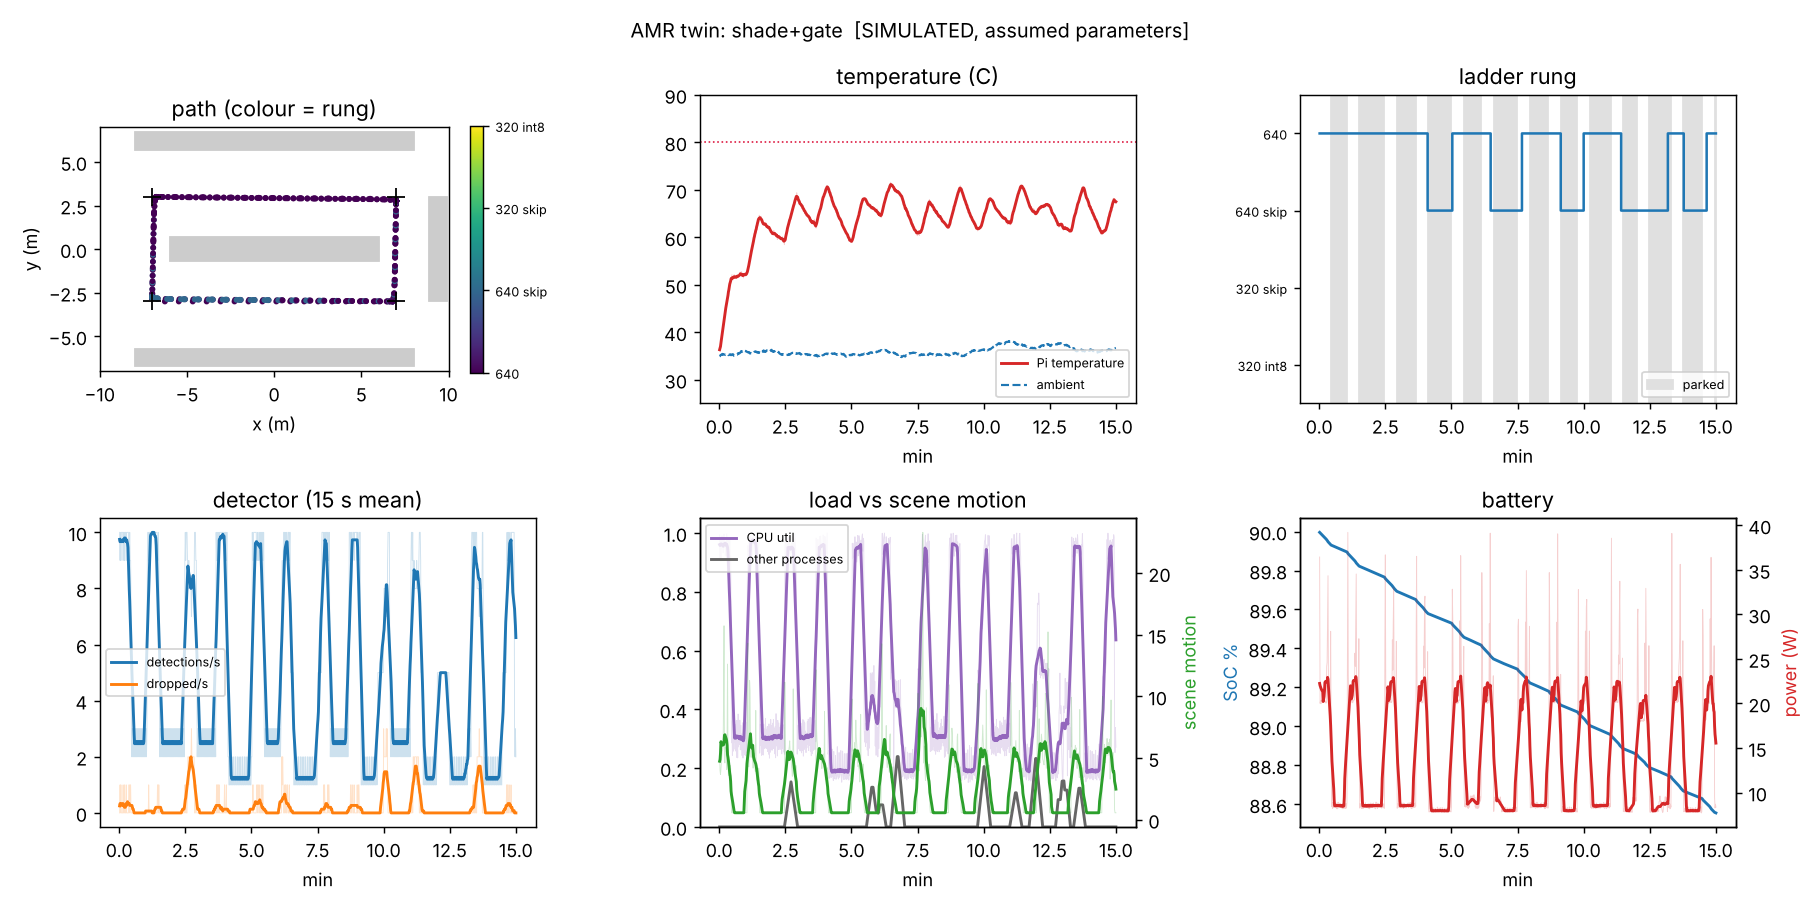 AMR twin: shade+gate  [SIMULATED, assumed parameters]
path (colour = rung)
y (m)
5.0
2.5
0.0
−2.5
−5.0
−10
−5
0
5
10
x (m)
320 int8
320 skip
640 skip
640
temperature (C)
90
80
70
60
50
40
30
Pi temperature
ambient
0.0
2.5
5.0
7.5
10.0
12.5
15.0
min
ladder rung
640
640 skip
320 skip
320 int8
parked
0.0
2.5
5.0
7.5
10.0
12.5
15.0
min
detector (15 s mean)
10
8
6
4
2
0
detections/s
dropped/s
0.0
2.5
5.0
7.5
10.0
12.5
15.0
min
load vs scene motion
1.0
0.8
0.6
0.4
0.2
0.0
CPU util
other processes
20
15
10
5
0
scene motion
0.0
2.5
5.0
7.5
10.0
12.5
15.0
min
battery
SoC %
90.0
89.8
89.6
89.4
89.2
89.0
88.8
88.6
40
35
30
25
20
15
10
power (W)
0.0
2.5
5.0
7.5
10.0
12.5
15.0
min